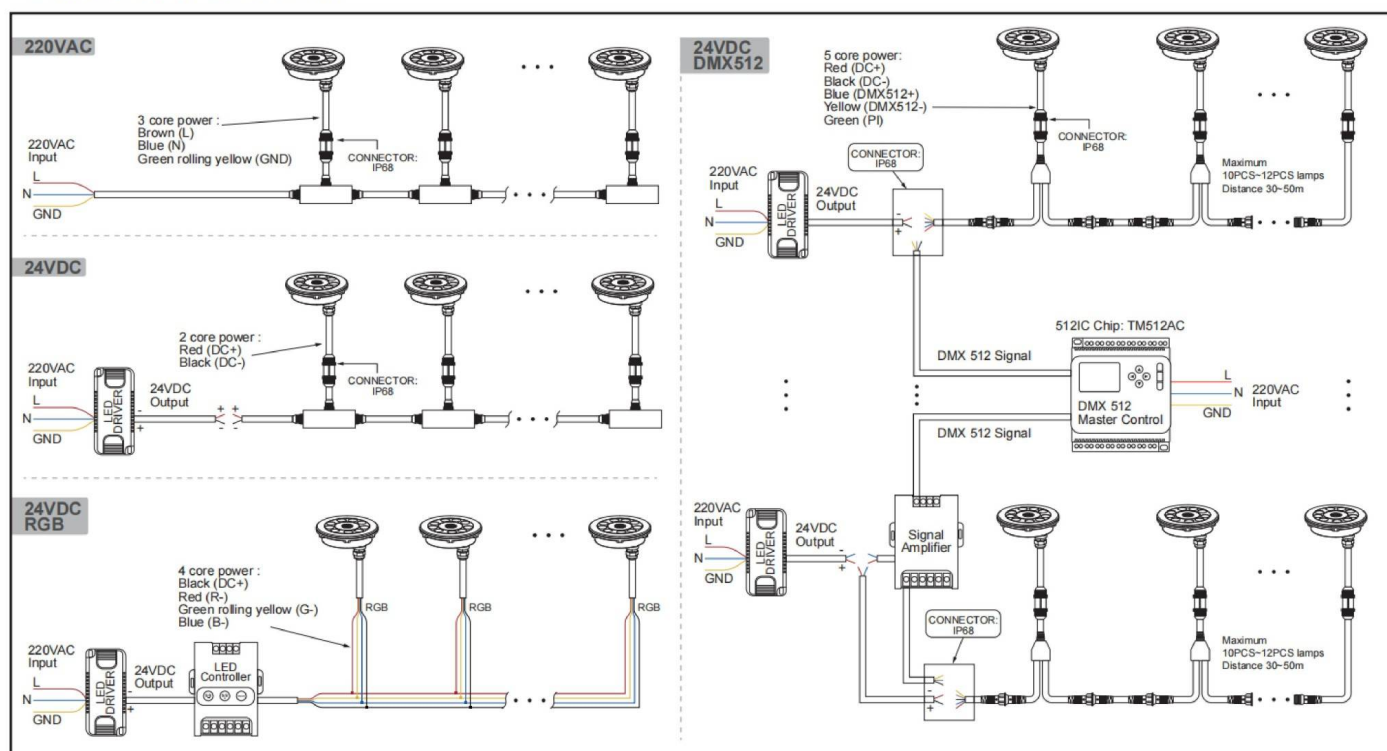 220VAC
3 core power :
Brown (L)
Blue (N)
Green rolling yellow (GND)
CONNECTOR:
IP68
220VAC
Input
L
N
GND
24VDC
2 core power :
Red (DC+)
Black (DC-)
CONNECTOR:
IP68
220VAC
Input
L
N
GND
LED
DRIVER
24VDC
Output
-
+
+
-
+
-
24VDC
RGB
4 core power :
Black (DC+)
Red (R-)
Green rolling yellow (G-)
Blue (B-)
RGB
RGB
RGB
220VAC
Input
L
N
GND
LED
DRIVER
24VDC
Output
-
+
LED
Controller
24VDC
DMX512
5 core power:
Red (DC+)
Black (DC-)
Blue (DMX512+)
Yellow (DMX512-)
Green (PI)
CONNECTOR:
IP68
CONNECTOR:
IP68
220VAC
Input
L
N
GND
LED
DRIVER
24VDC
Output
-
+
Maximum
10PCS~12PCS lamps
Distance 30~50m
512IC Chip: TM512AC
DMX 512 Signal
DMX 512
Master Control
L
N
GND
220VAC
Input
DMX 512 Signal
220VAC
Input
L
N
GND
LED
DRIVER
24VDC
Output
-
+
Signal
Amplifier
CONNECTOR:
IP68
-
+
Maximum
10PCS~12PCS lamps
Distance 30~50m